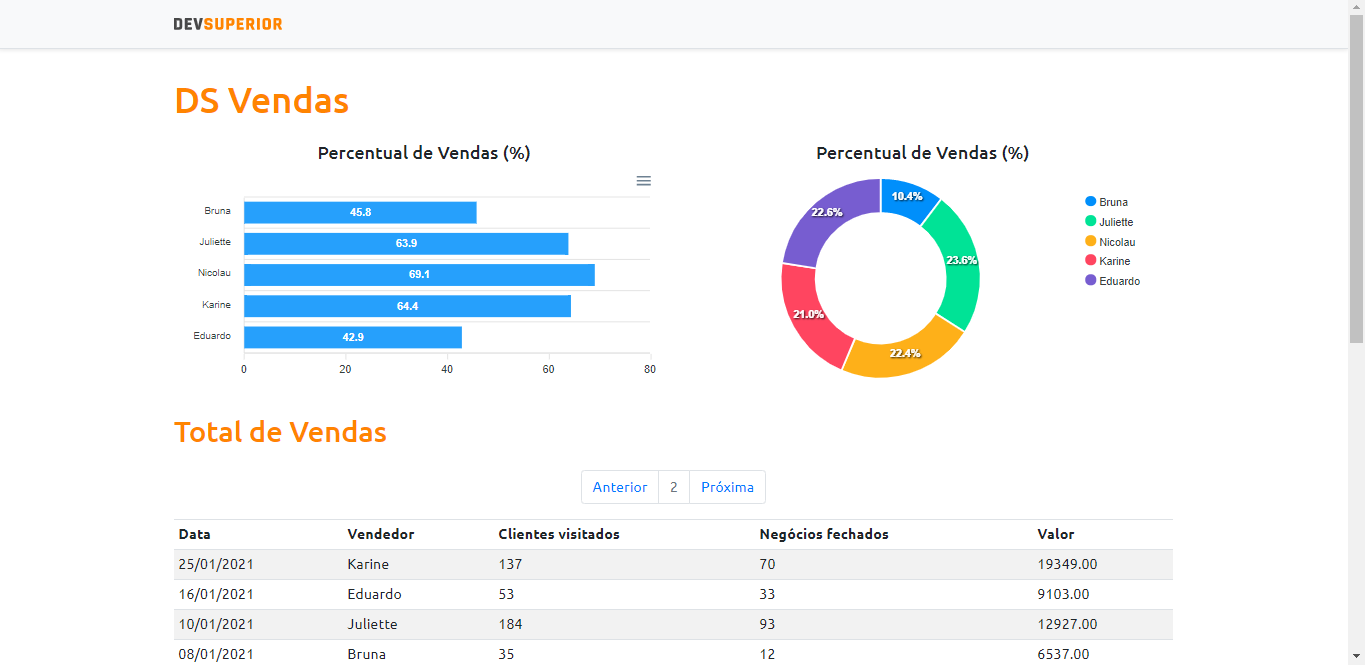 DEVSUPERIOR
DS Vendas
Percentual de Vendas (%)
Bruna 45.8
Juliette 63.9
Nicolau 69.1
Karine 64.4
Eduardo 42.9
0 20 40 60 80
Percentual de Vendas (%)
10.4%
23.6%
22.4%
21.0%
22.6%
Bruna
Juliette
Nicolau
Karine
Eduardo
Total de Vendas
Anterior 2 Próxima
Data Vendedor Clientes visitados Negócios fechados Valor
25/01/2021 Karine 137 70 19349.00
16/01/2021 Eduardo 53 33 9103.00
10/01/2021 Juliette 184 93 12927.00
08/01/2021 Bruna 35 12 6537.00